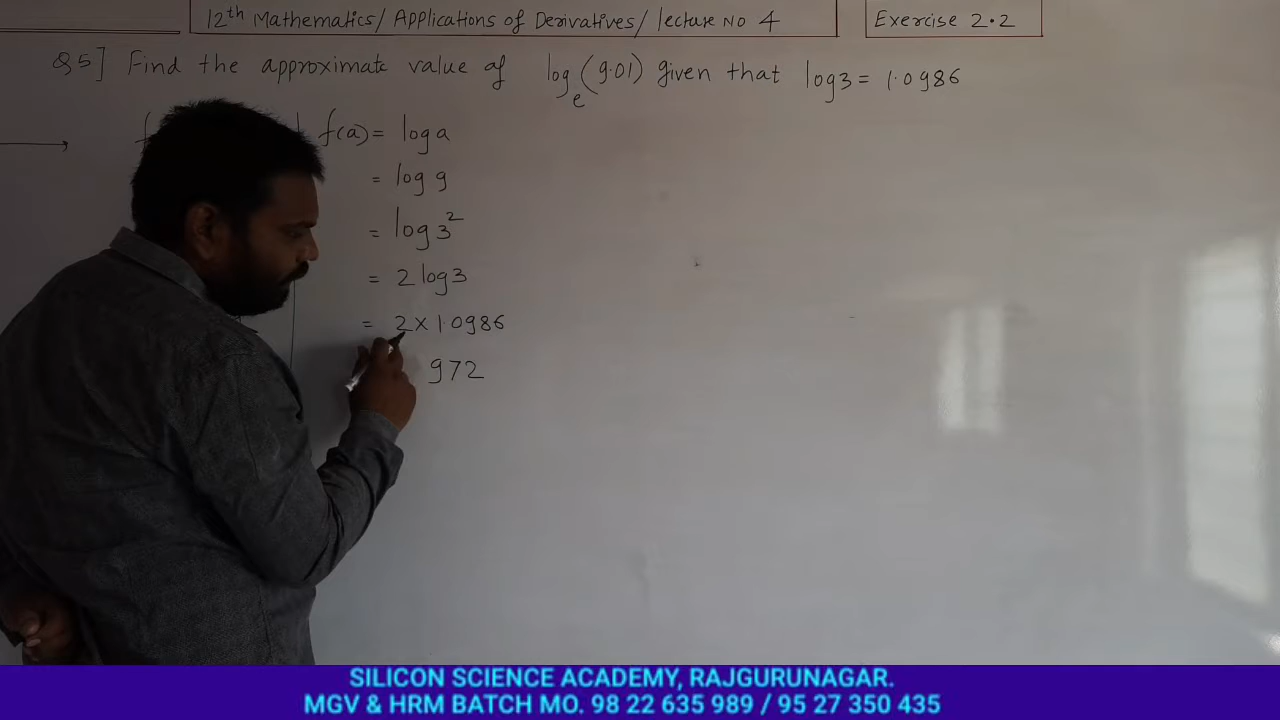 12th Mathematics/ Applications of Derivatives/ lecture No 4
Exercise 2.2
Q5] Find the approximate value of log e (9.01) given that log3 = 1.0986
f(a) = log a
= log 9
= log 3²
= 2 log3
= 2 × 1.0986
972
SILICON SCIENCE ACADEMY, RAJGURUNAGAR.
MGV & HRM BATCH MO. 98 22 635 989 / 95 27 350 435